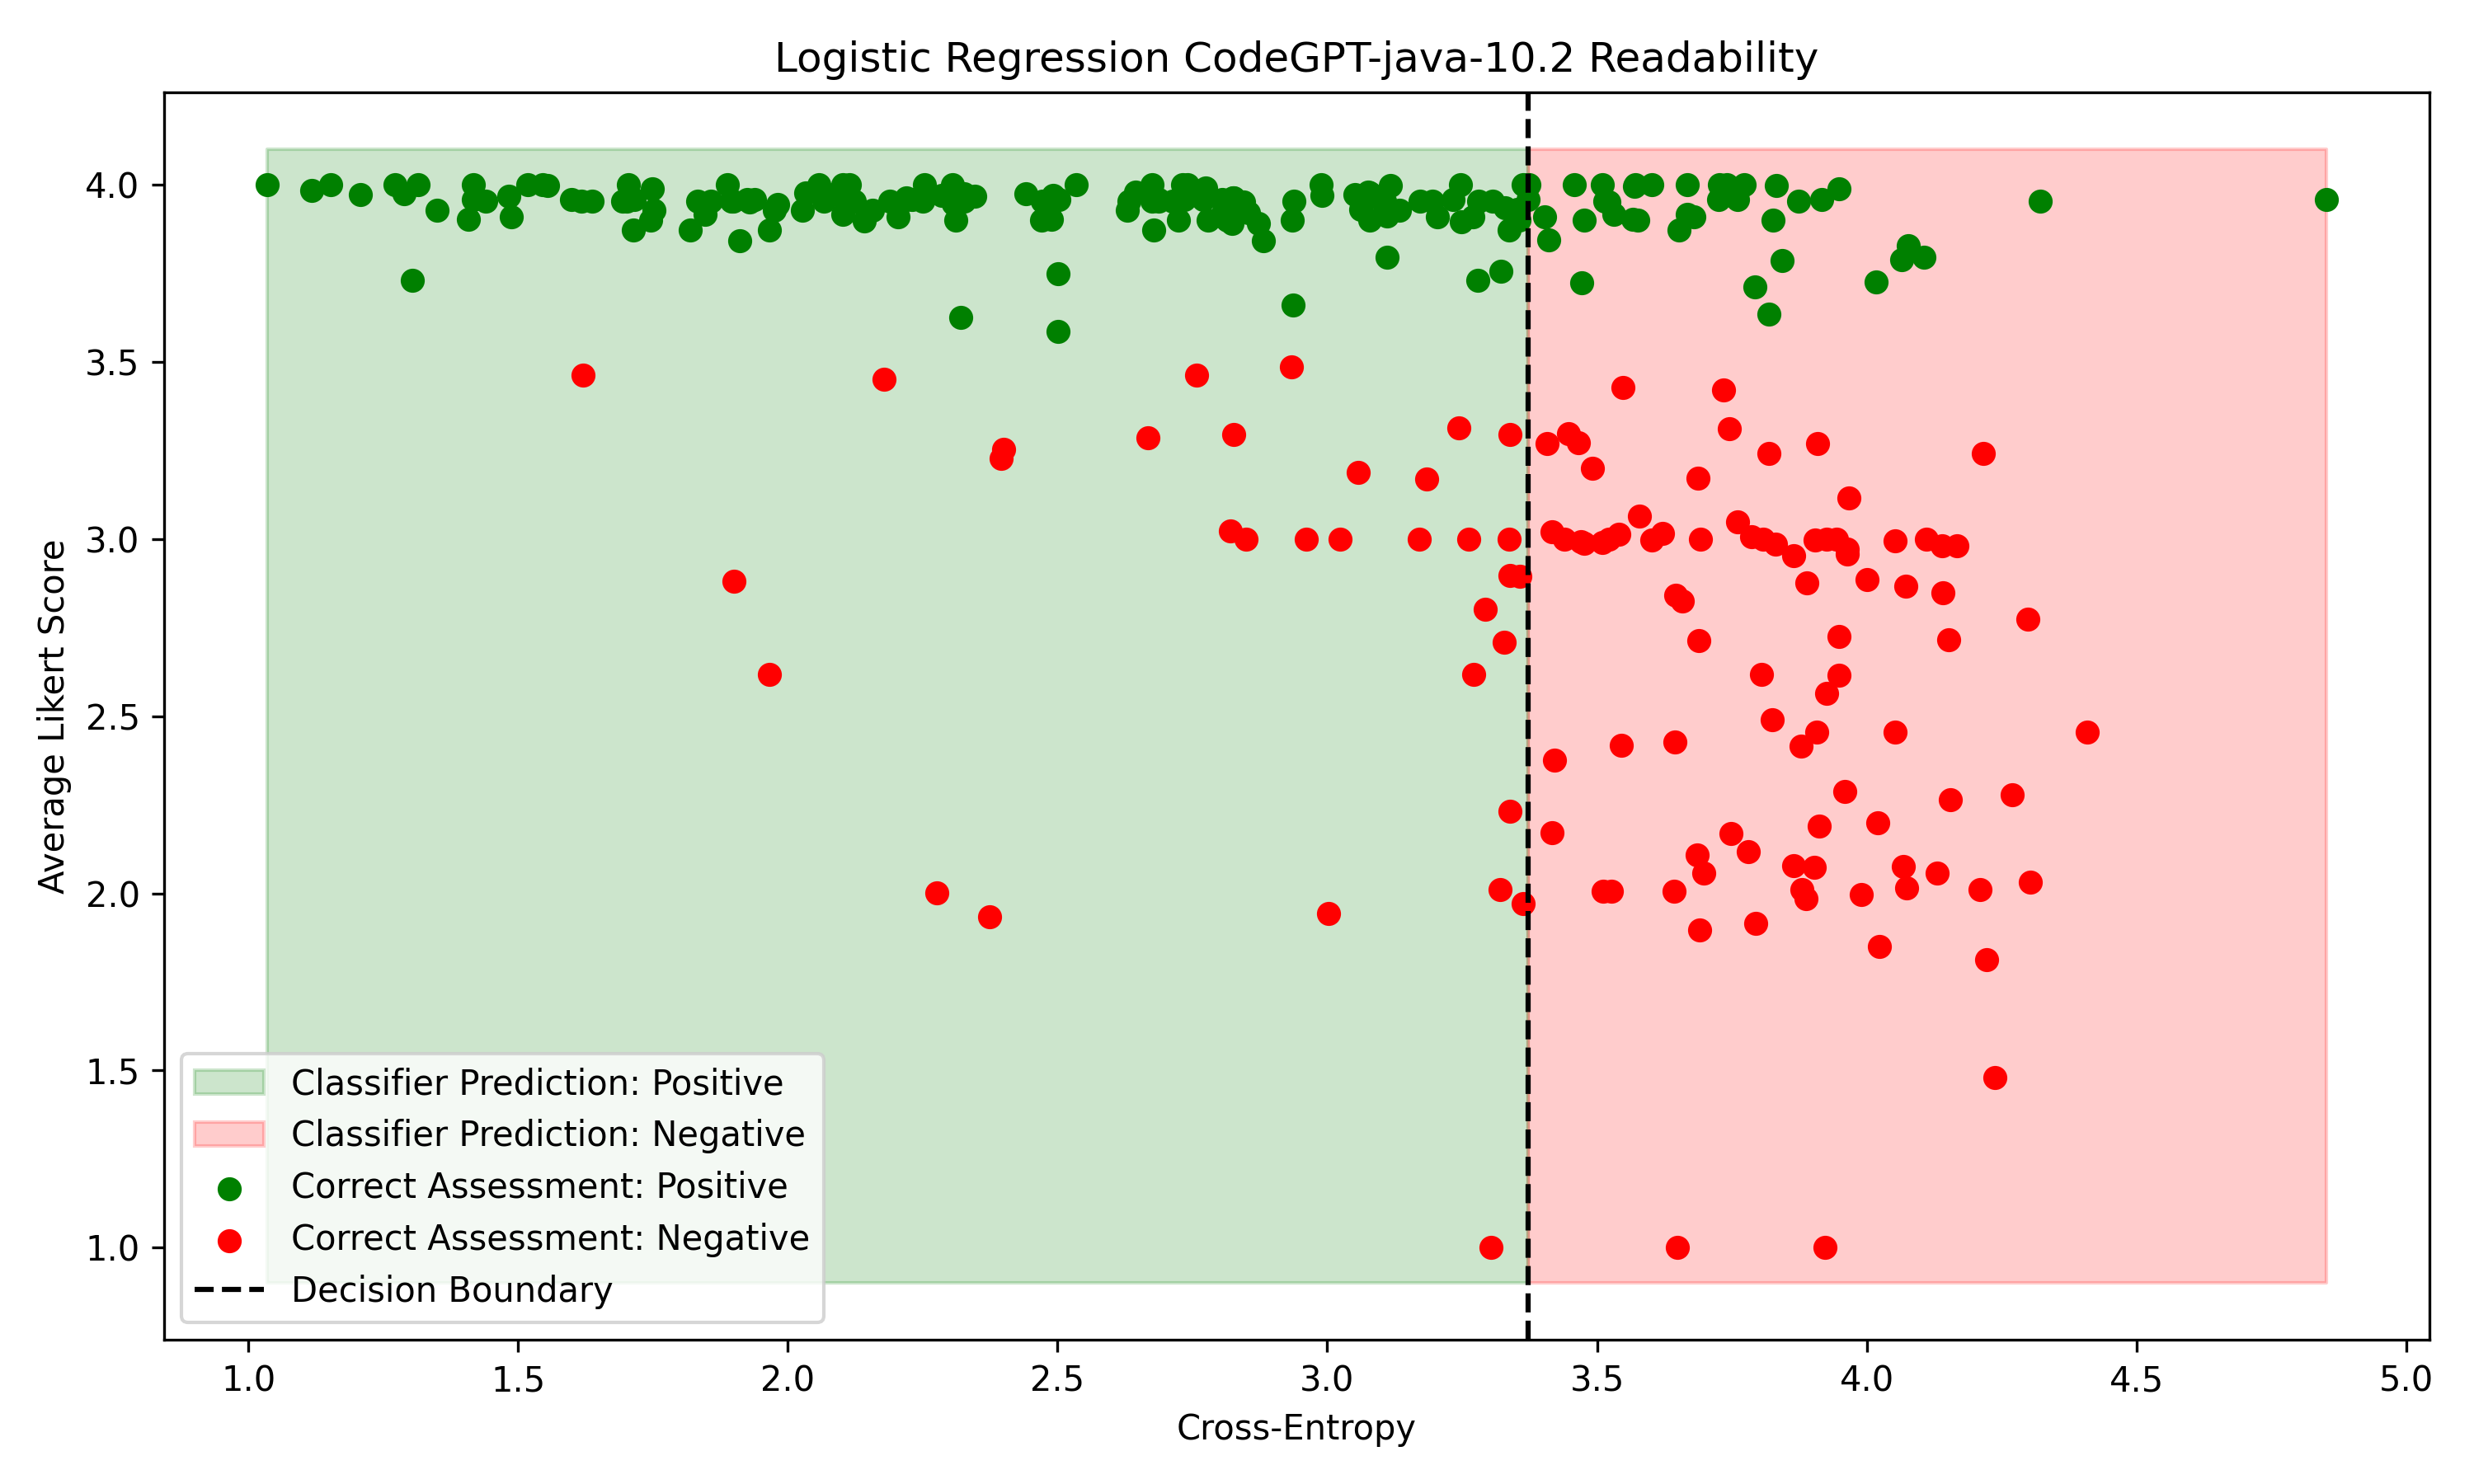 Logistic Regression CodeGPT-java-10.2 Readability
Average Likert Score
4.0
3.5
3.0
2.5
2.0
1.5
1.0
Classifier Prediction: Positive
Classifier Prediction: Negative
Correct Assessment: Positive
Correct Assessment: Negative
Decision Boundary
1.0 1.5 2.0 2.5 3.0 3.5 4.0 4.5 5.0
Cross-Entropy